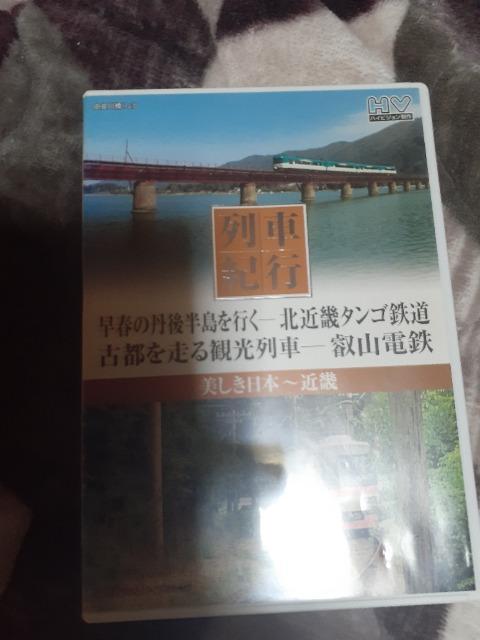 HV
ハイビジョン制作
列車
紀行
早春の丹後半島を行く―北近畿タンゴ鉄道
古都を走る観光列車―叡山電鉄
美しき日本～近畿